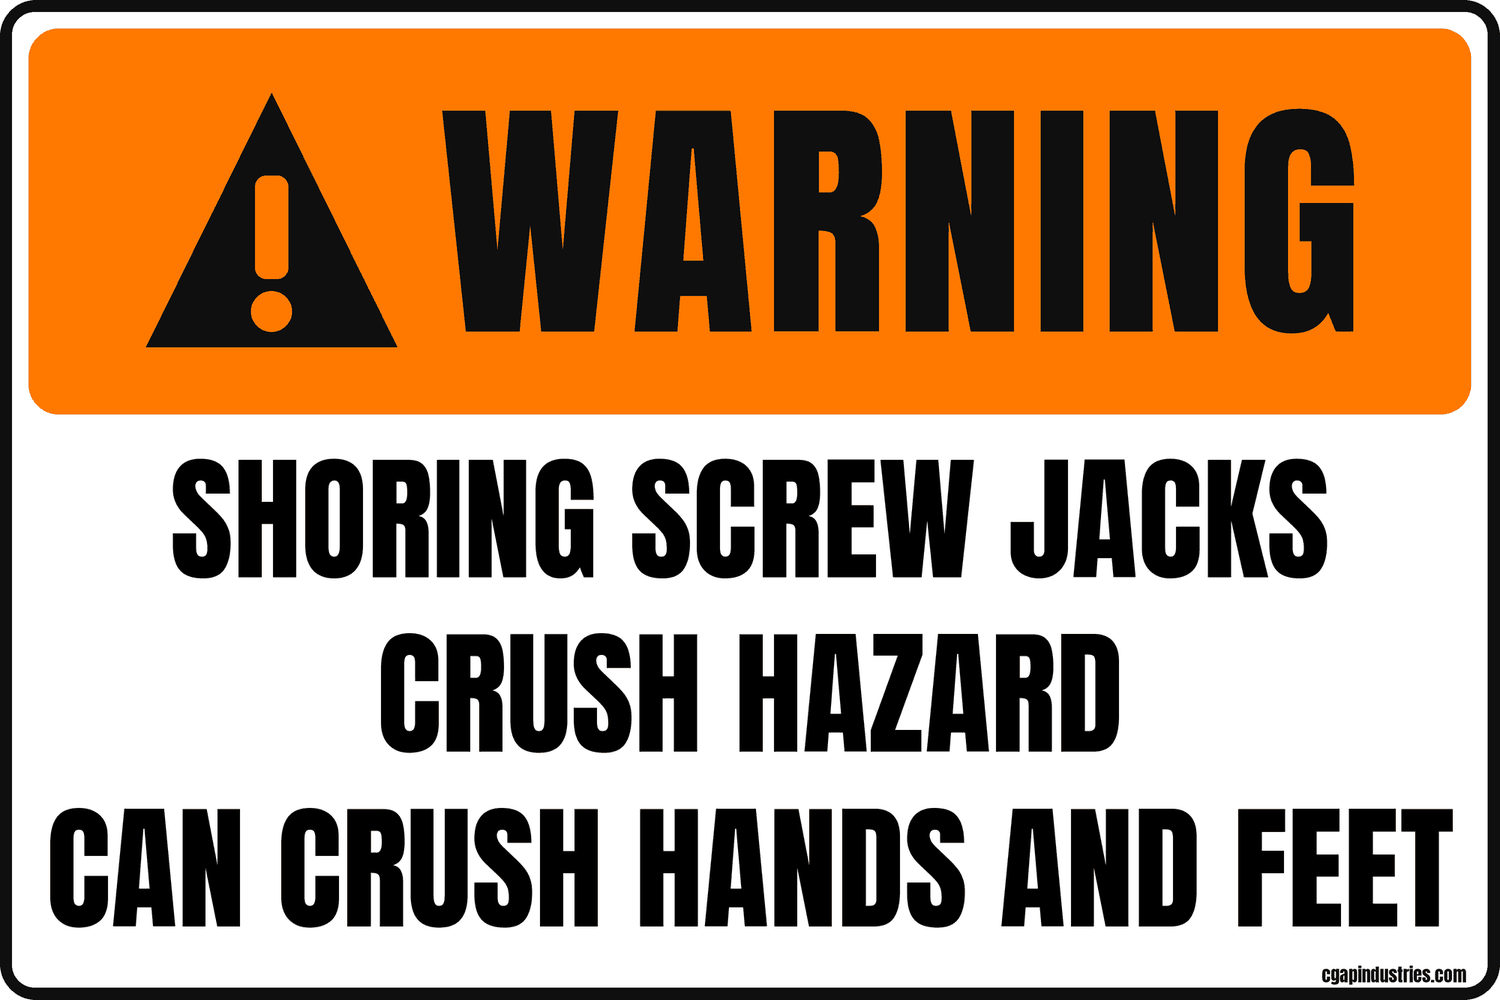 WARNING
SHORING SCREW JACKS
CRUSH HAZARD
CAN CRUSH HANDS AND FEET
cgapindustries.com